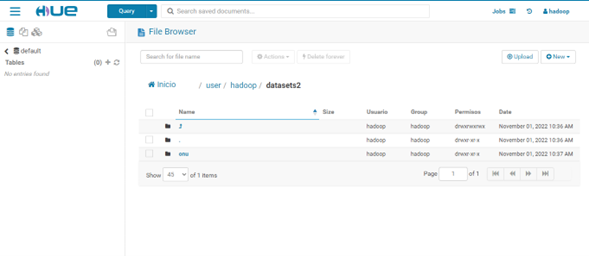 HUE
Query
Search saved documents...
Jobs
hadoop
default
Tables
(0)
No entries found
File Browser
Search for file name
Actions
Delete forever
Upload
New
Inicio / user / hadoop / datasets2
Name Size Usuario Group Permisos Date
hadoop hadoop drwxrwxrwx November 01, 2022 10:36 AM
. hadoop hadoop drwxr-xr-x November 01, 2022 10:36 AM
onu hadoop hadoop drwxr-xr-x November 01, 2022 10:37 AM
Show 45 of 1 items
Page 1 of 1